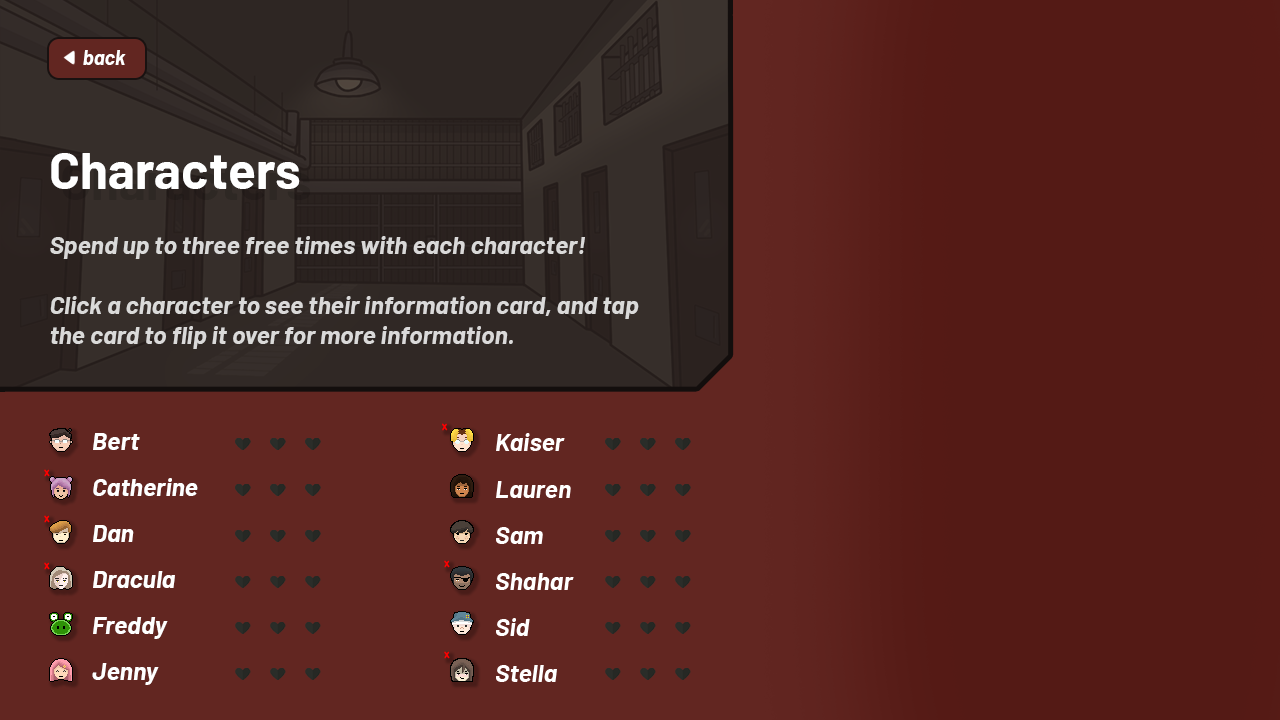 back
Characters
Spend up to three free times with each character!
Click a character to see their information card, and tap
the card to flip it over for more information.
Bert
x Catherine
x Dan
x Dracula
Freddy
Jenny
x Kaiser
Lauren
Sam
x Shahar
Sid
x Stella